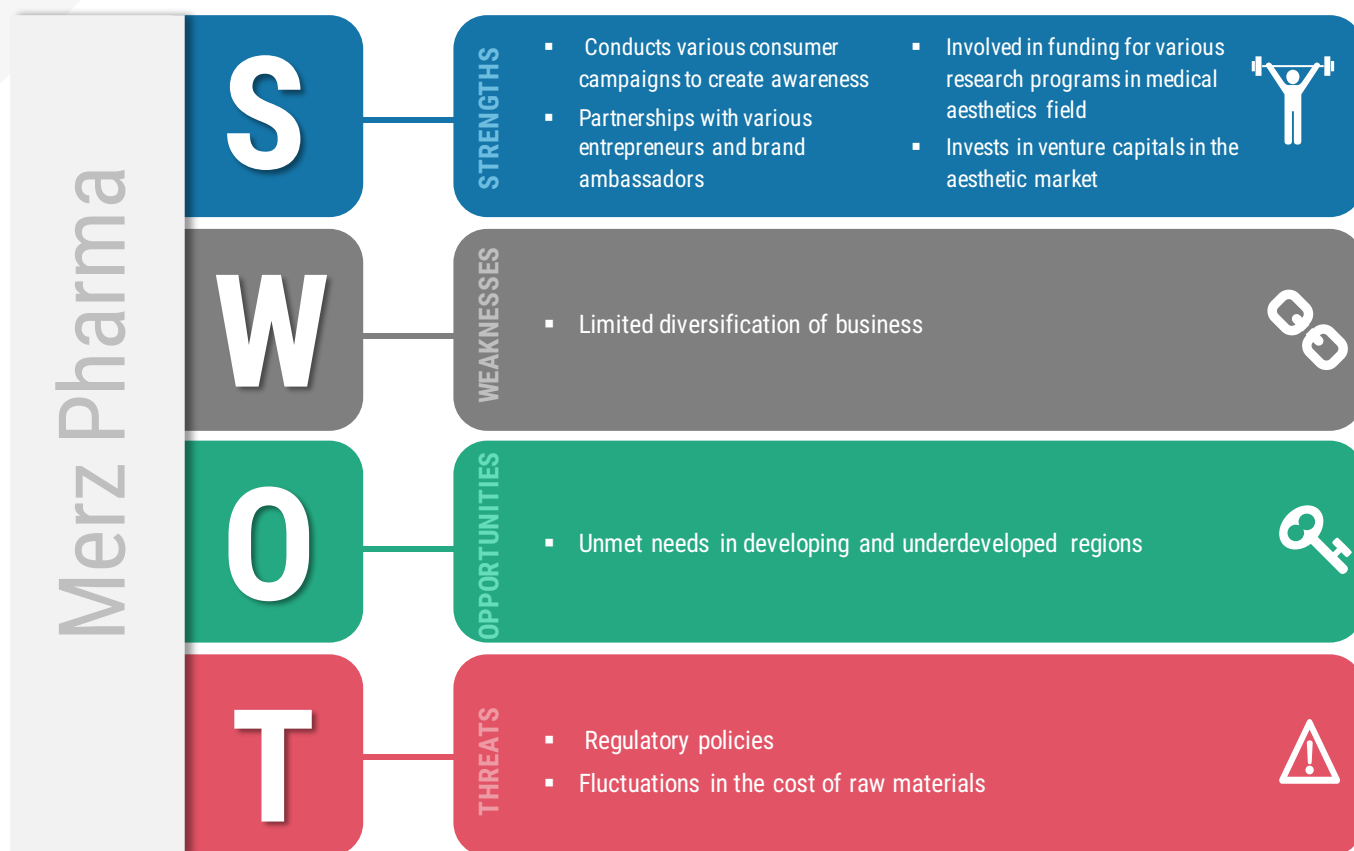 Merz Pharma
S
STRENGTHS
▪ Conducts various consumer
campaigns to create awareness
▪ Partnerships with various
entrepreneurs and brand
ambassadors
▪ Involved in funding for various
research programs in medical
aesthetics field
▪ Invests in venture capitals in the
aesthetic market
W
WEAKNESSES
▪ Limited diversification of business
O
OPPORTUNITIES
▪ Unmet needs in developing and underdeveloped regions
T
THREATS
▪ Regulatory policies
▪ Fluctuations in the cost of raw materials